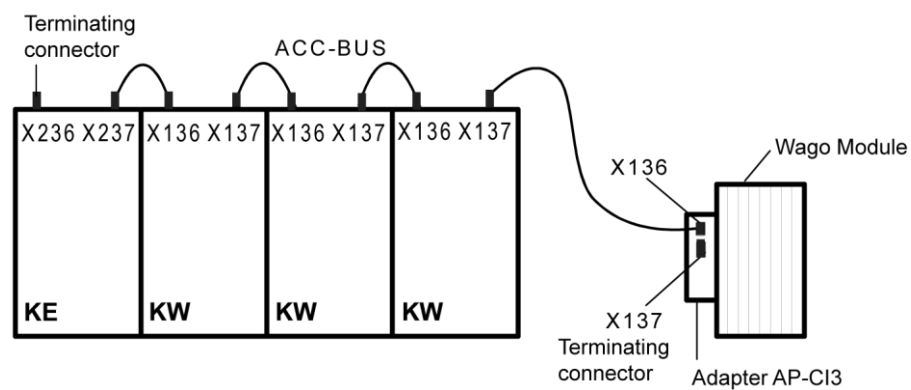 Terminating
connector
ACC-BUS
X236 X237 X136 X137 X136 X137 X136 X137
KE KW KW KW
X136
Wago Module
X137
Terminating
connector
Adapter AP-CI3